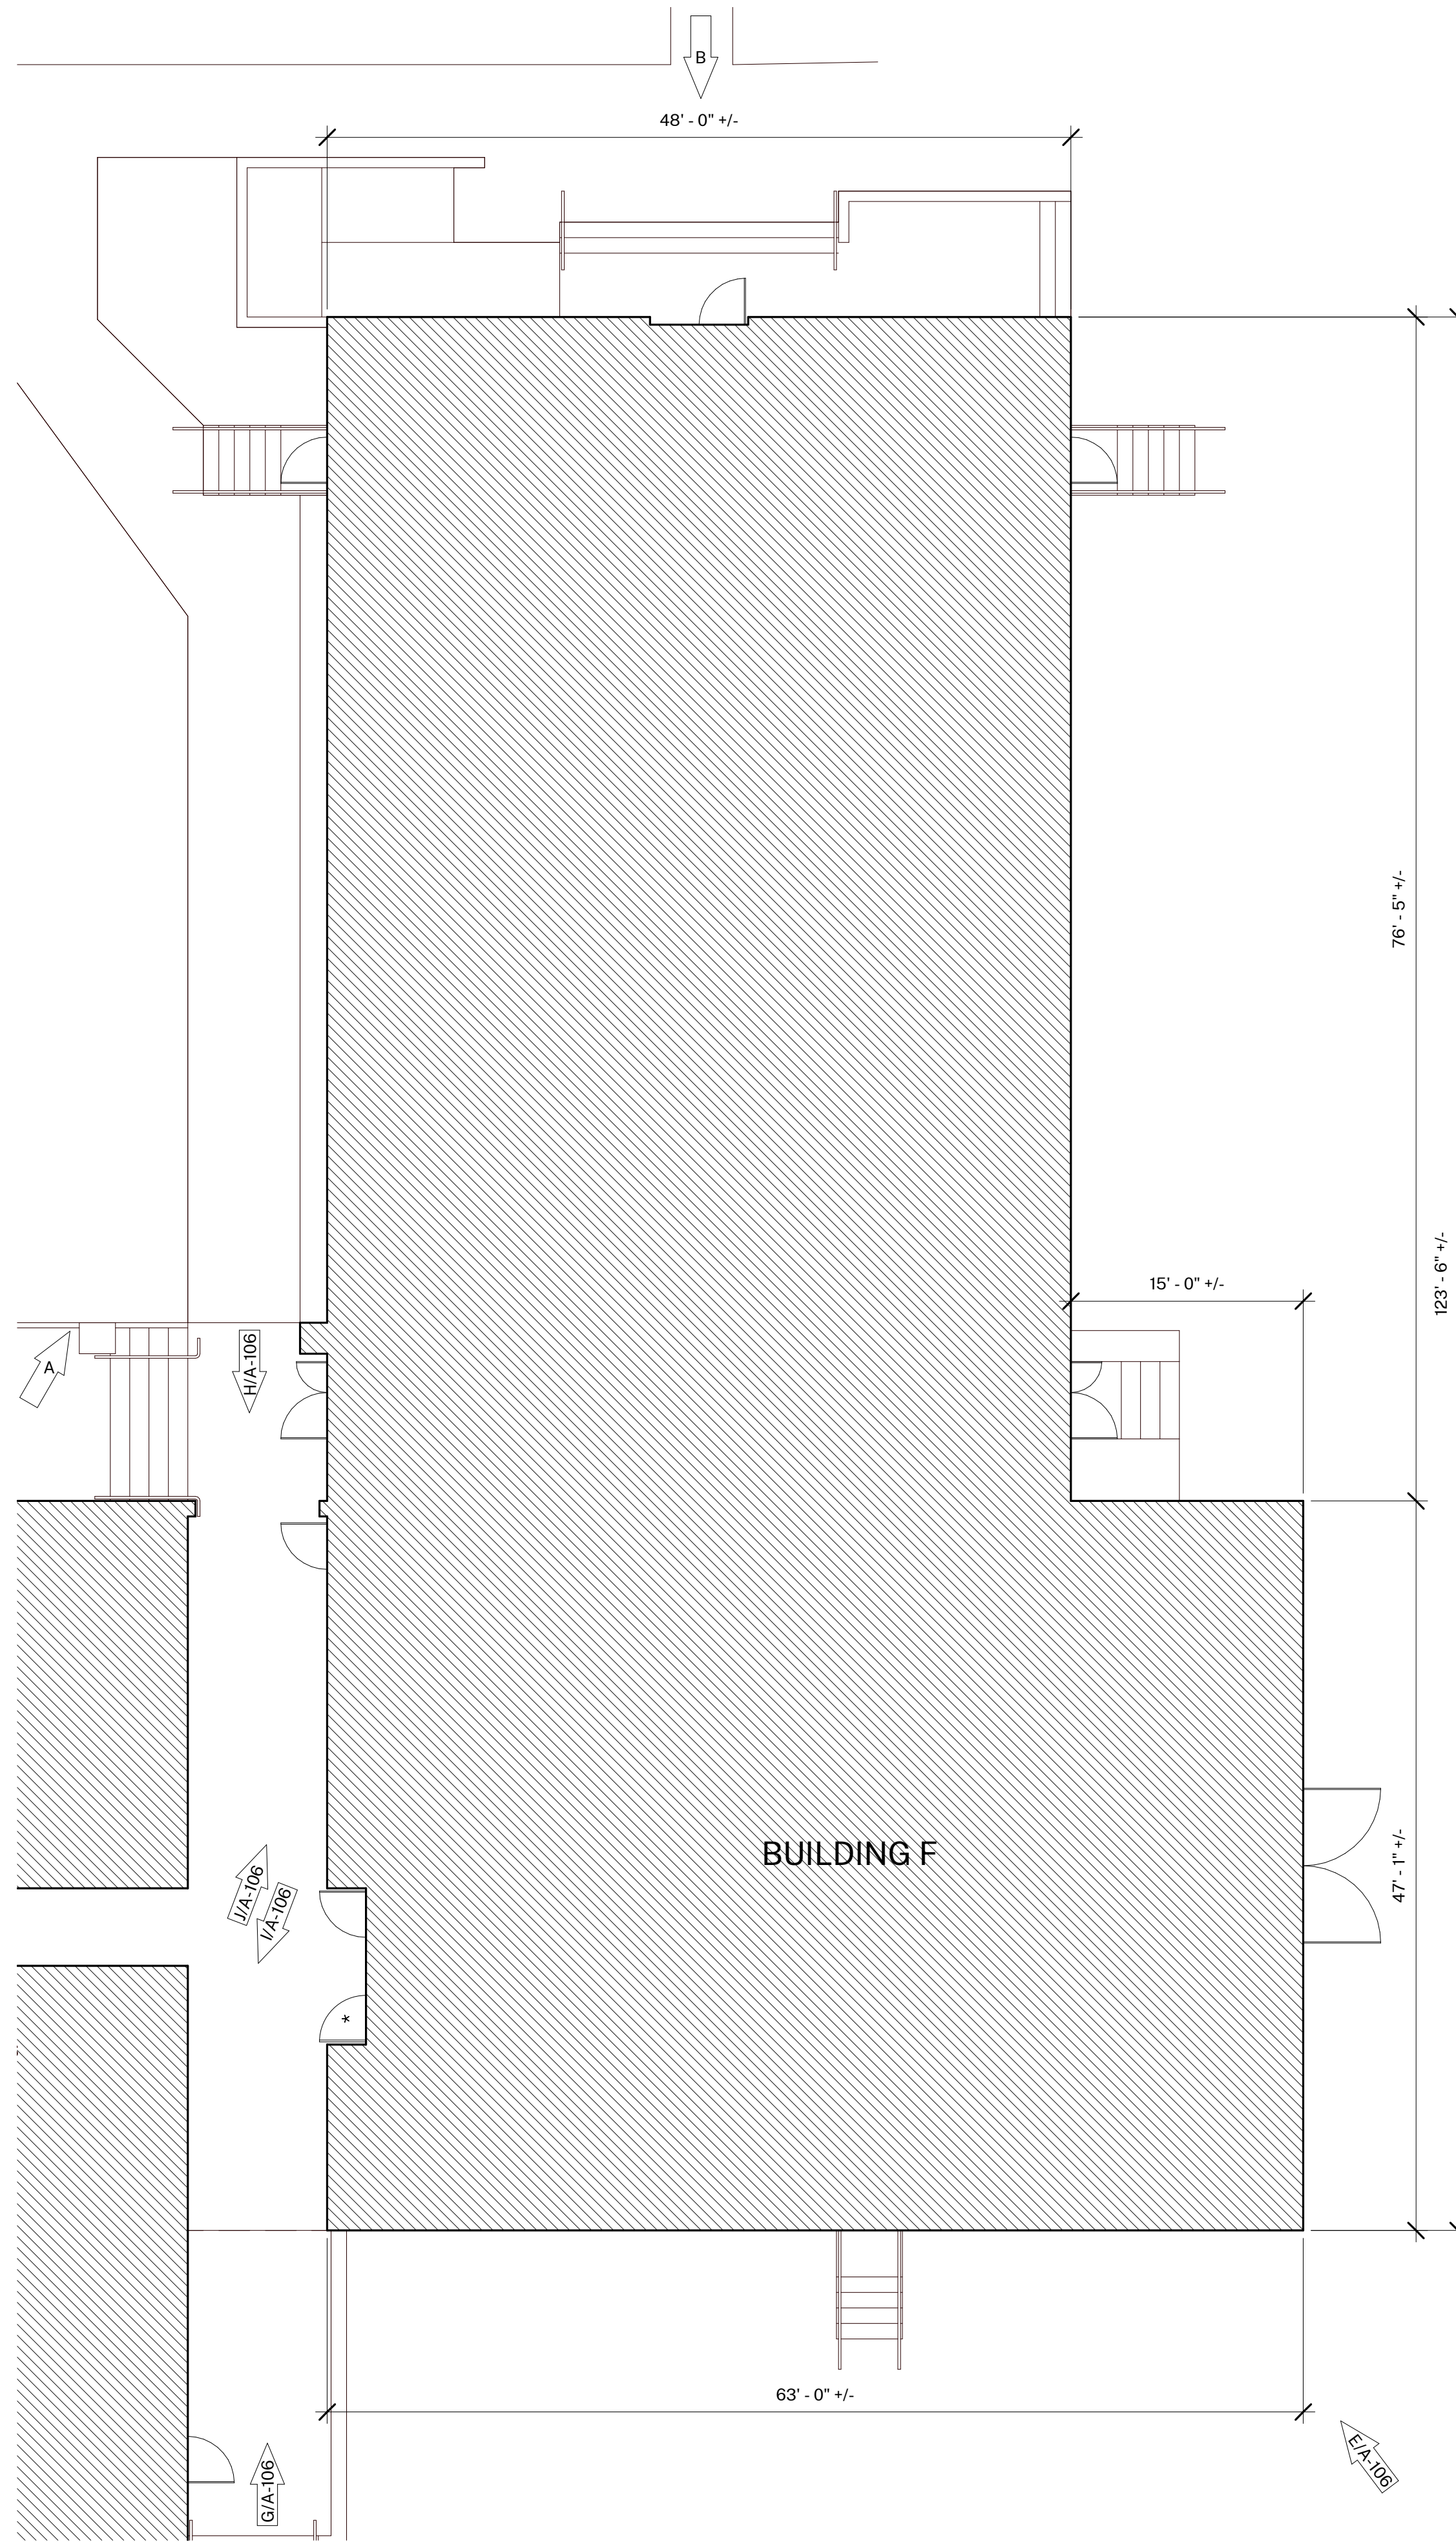 B
48' - 0" +/-
76' - 5" +/-
123' - 6" +/-
15' - 0" +/-
H/A-106
A
BUILDING F
47' - 1" +/-
J/A-106
I/A-106
*
63' - 0" +/-
E/A-106
G/A-106